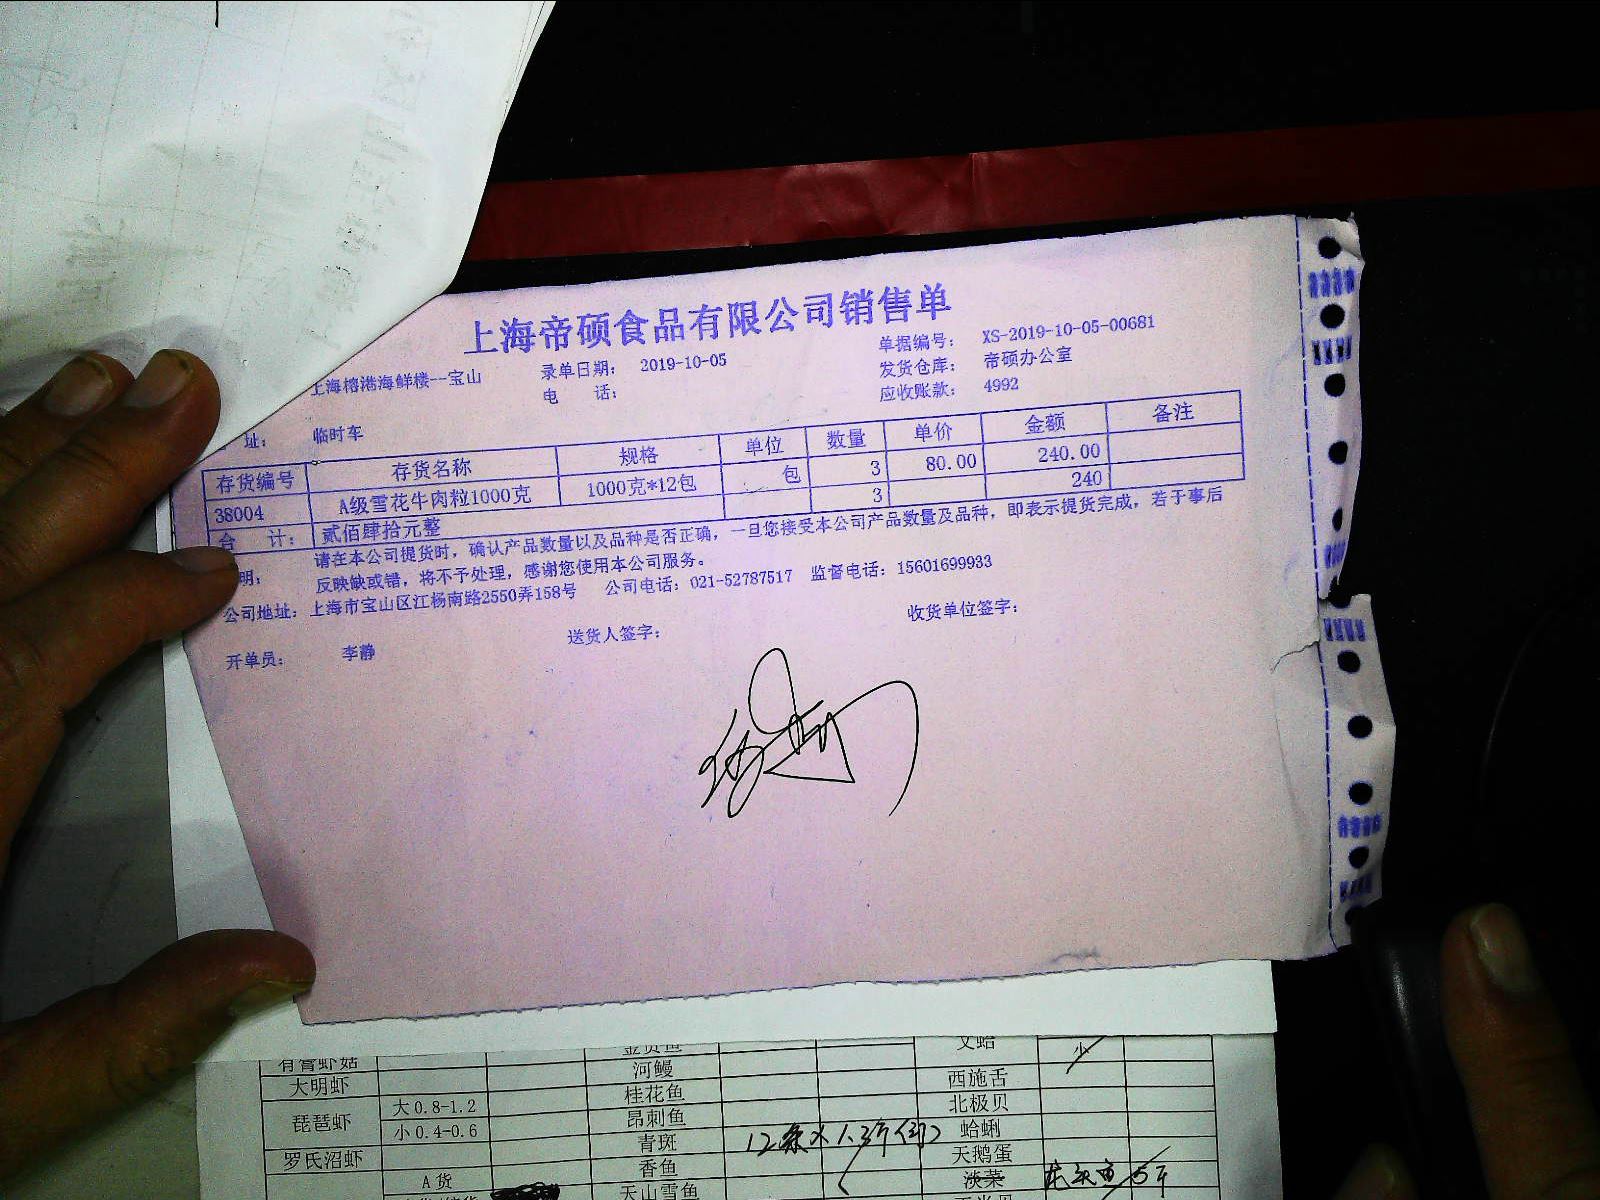 上海帝硕食品有限公司销售单
上海榕港海鲜楼--宝山 录单日期： 2019-10-05 单据编号： XS-2019-10-05-00681
电 话： 发货仓库： 帝硕办公室
址： 临时车 应收账款： 4992
存货编号 存货名称 规格 单位 数量 单价 金额 备注
38004 A级雪花牛肉粒1000克 1000克*12包 包 3 80.00 240.00
合 计： 贰佰肆拾元整 3 240
明： 请在本公司提货时，确认产品数量以及品种是否正确，一旦您接受本公司产品数量及品种，即表示提货完成，若于事后
反映缺或错，将不予处理，感谢您使用本公司服务。
公司地址：上海市宝山区江杨南路2550弄158号 公司电话：021-52787517 监督电话：15601699933
开单员： 李静 送货人签字： 收货单位签字：
有膏虾姑 文蛤 小
大明虾 河鳗 西施舌
琵琶虾 大0.8-1.2 桂花鱼 北极贝
小0.4-0.6 昂刺鱼 蛤蜊
罗氏沼虾 青斑 天鹅蛋
A货 香鱼 淡菜 5斤
天山雪鱼